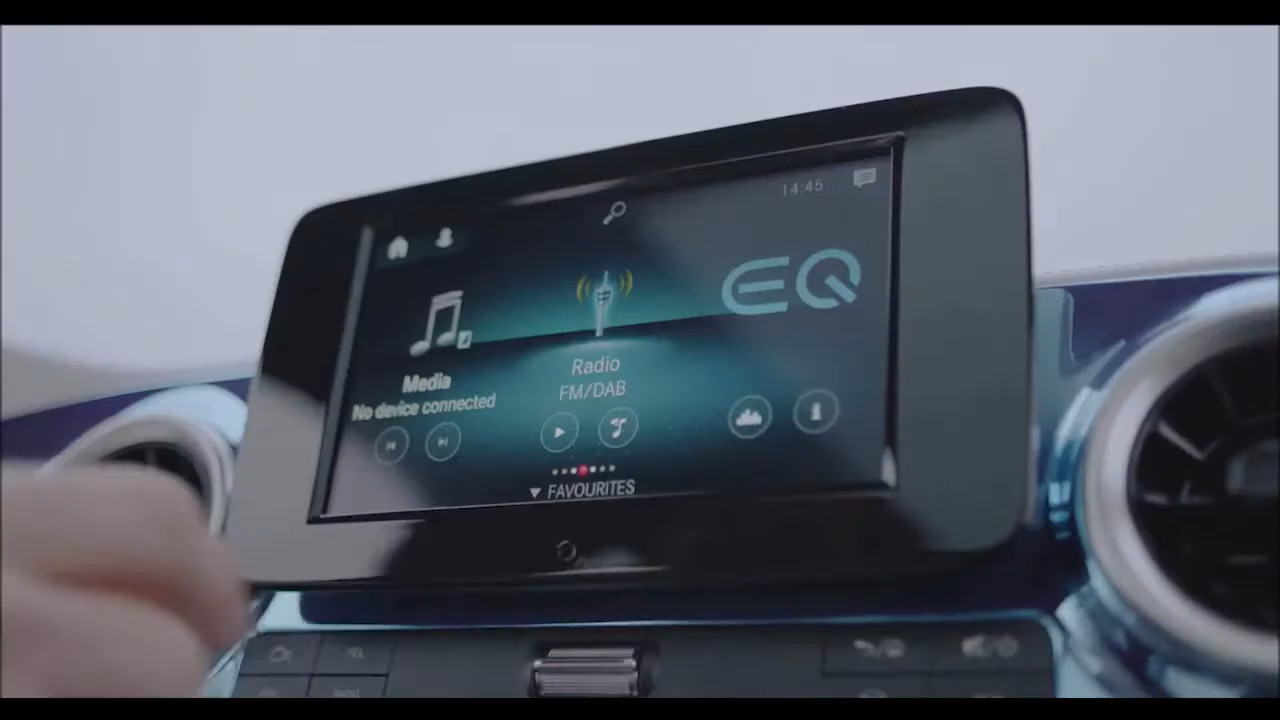 14:45
EQ
Media
No device connected
Radio
FM/DAB
FAVOURITES